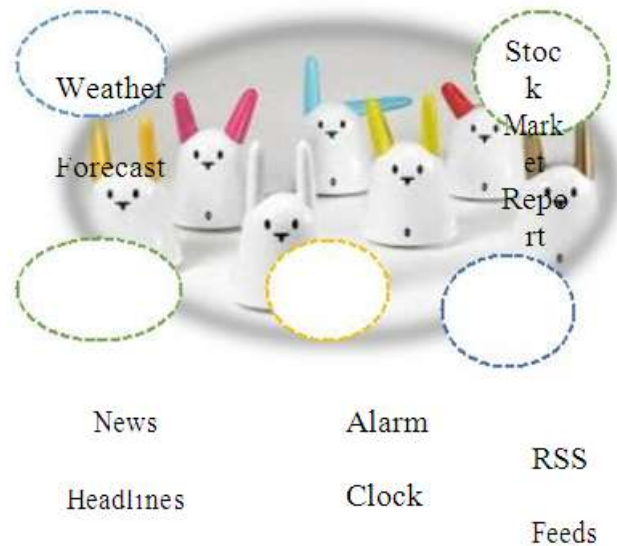 Weather
Forecast
Stoc
k
Mark
et
Repo
rt
News
Headlines
Alarm
Clock
RSS
Feeds